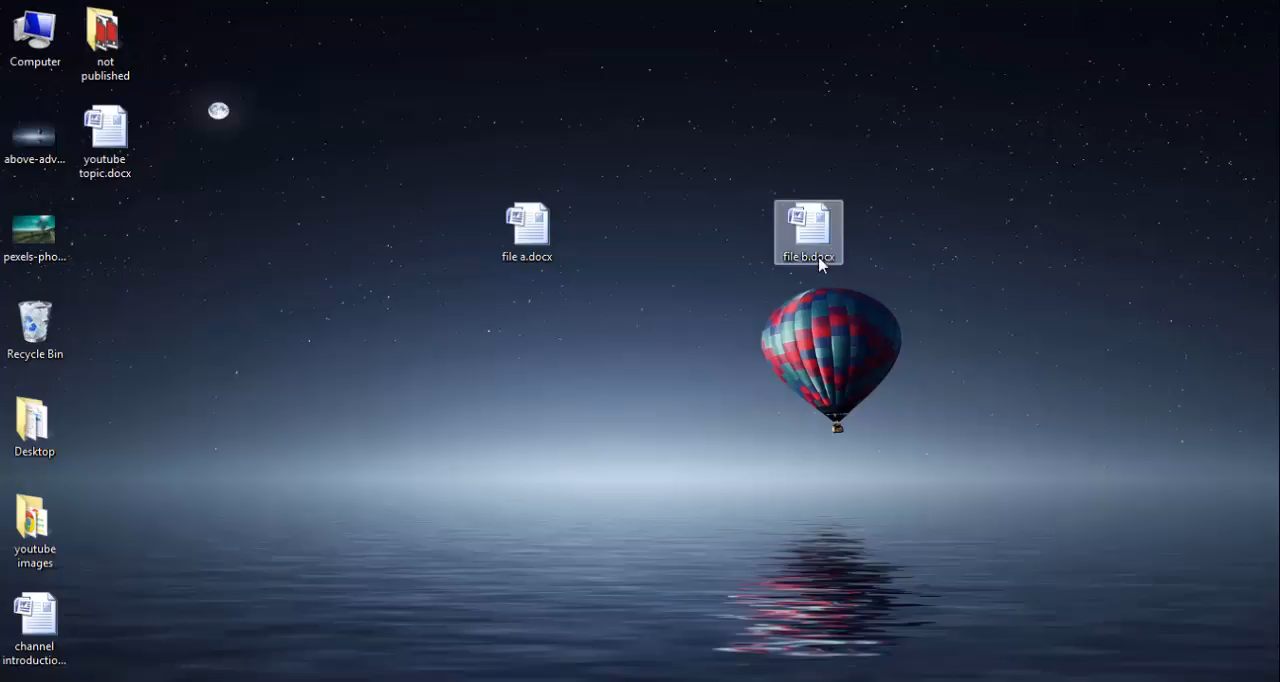 Computer
not
published
above-adv...
youtube
topic.docx
pexels-pho...
file a.docx
file b.docx
Recycle Bin
Desktop
youtube
images
channel
introductio...